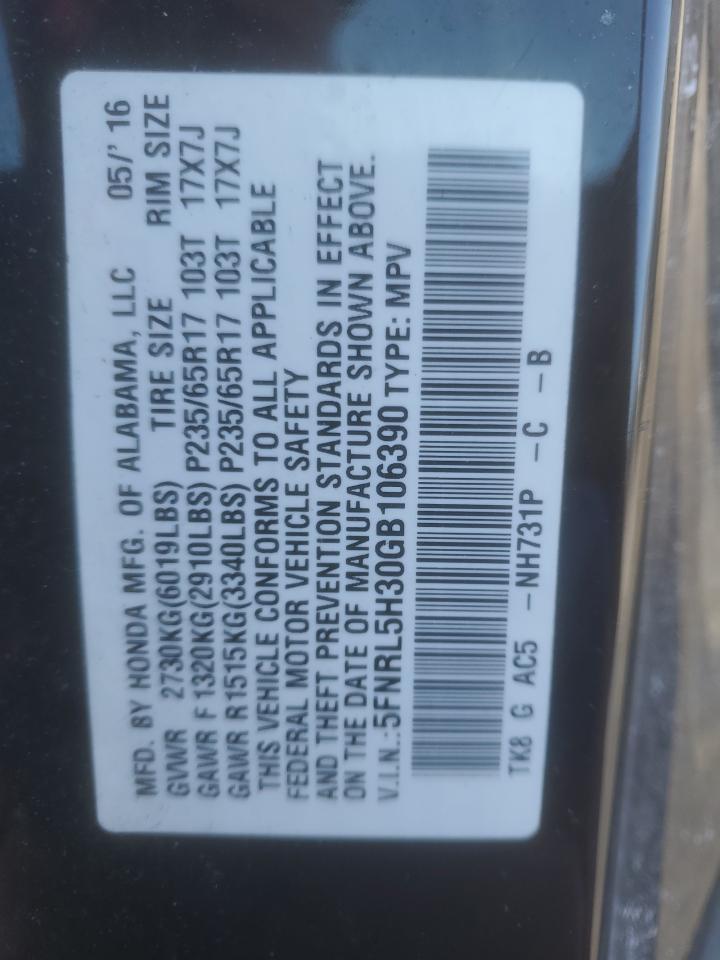 MFD. BY HONDA MFG. OF ALABAMA, LLC 05/' 16
GVWR 2730KG(6019LBS) TIRE SIZE RIM SIZE
GAWR F 1320KG(2910LBS) P235/65R17 103T 17X7J
GAWR R1515KG(3340LBS) P235/65R17 103T 17X7J
THIS VEHICLE CONFORMS TO ALL APPLICABLE
FEDERAL MOTOR VEHICLE SAFETY
AND THEFT PREVENTION STANDARDS IN EFFECT
ON THE DATE OF MANUFACTURE SHOWN ABOVE.
V.I.N.:5FNRL5H30GB106390 TYPE: MPV
TK8 G AC5 -NH731P -C -B